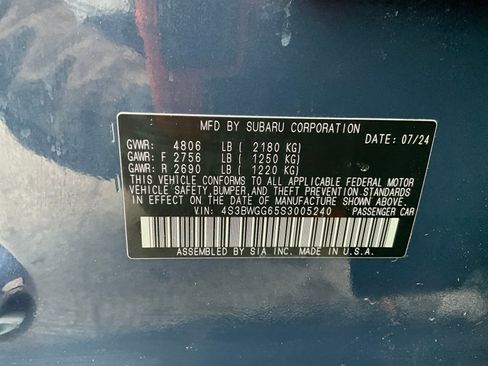 MFD BY SUBARU CORPORATION
GVWR: 4806 LB ( 2180 KG) DATE: 07/24
GAWR: F 2756 LB ( 1250 KG)
GAWR: R 2690 LB ( 1220 KG)
THIS VEHICLE CONFORMS TO ALL APPLICABLE FEDERAL MOTOR
VEHICLE SAFETY, BUMPER, AND THEFT PREVENTION STANDARDS
IN EFFECT ON THE DATE OF MANUFACTURE SHOWN ABOVE.
VIN: 4S3BWGG65S3005240 PASSENGER CAR
ASSEMBLED BY SIA INC. MADE IN U.S.A.